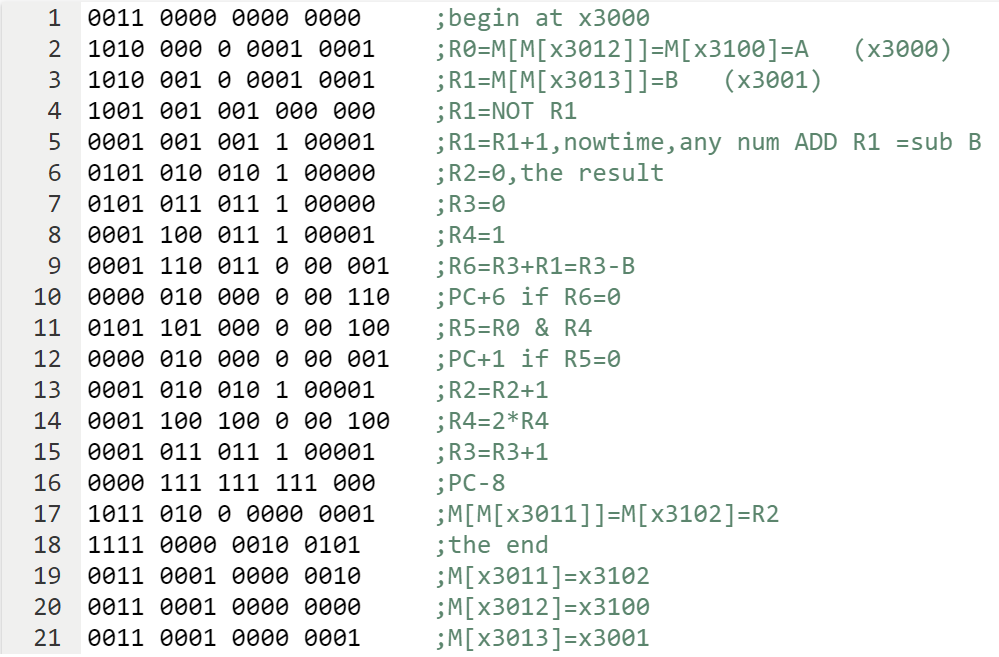 1 0011 0000 0000 0000 ;begin at x3000
2 1010 000 0 0001 0001 ;R0=M[M[x3012]]=M[x3100]=A (x3000)
3 1010 001 0 0001 0001 ;R1=M[M[x3013]]=B (x3001)
4 1001 001 001 000 000 ;R1=NOT R1
5 0001 001 001 1 00001 ;R1=R1+1,nowtime,any num ADD R1 =sub B
6 0101 010 010 1 00000 ;R2=0,the result
7 0101 011 011 1 00000 ;R3=0
8 0001 100 011 1 00001 ;R4=1
9 0001 110 011 0 00 001 ;R6=R3+R1=R3-B
10 0000 010 000 0 00 110 ;PC+6 if R6=0
11 0101 101 000 0 00 100 ;R5=R0 & R4
12 0000 010 000 0 00 001 ;PC+1 if R5=0
13 0001 010 010 1 00001 ;R2=R2+1
14 0001 100 100 0 00 100 ;R4=2*R4
15 0001 011 011 1 00001 ;R3=R3+1
16 0000 111 111 111 000 ;PC-8
17 1011 010 0 0000 0001 ;M[M[x3011]]=M[x3102]=R2
18 1111 0000 0010 0101 ;the end
19 0011 0001 0000 0010 ;M[x3011]=x3102
20 0011 0001 0000 0000 ;M[x3012]=x3100
21 0011 0001 0000 0001 ;M[x3013]=x3001